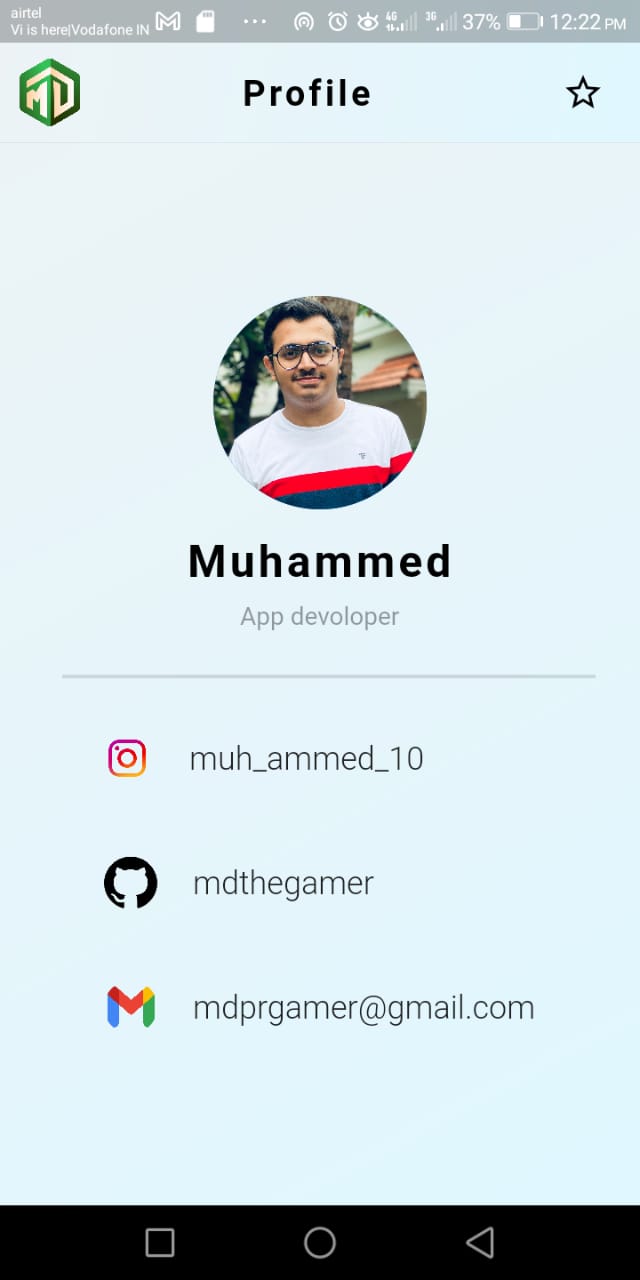 airtel
Vi is here|Vodafone IN
4G
3G
37%
12:22 PM
MD
Profile
Muhammed
App devoloper
muh_ammed_10
mdthegamer
mdprgamer@gmail.com